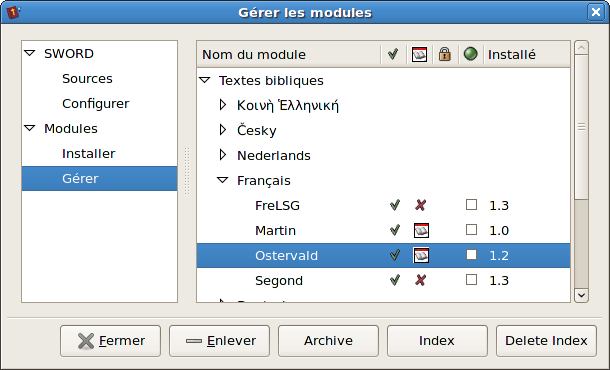 Gérer les modules
SWORD
Sources
Configurer
Modules
Installer
Gérer
Nom du module Installé
Textes bibliques
Κοινὴ Ἑλληνική
Česky
Nederlands
Français
FreLSG 1.3
Martin 1.0
Ostervald 1.2
Segond 1.3
Fermer Enlever Archive Index Delete Index